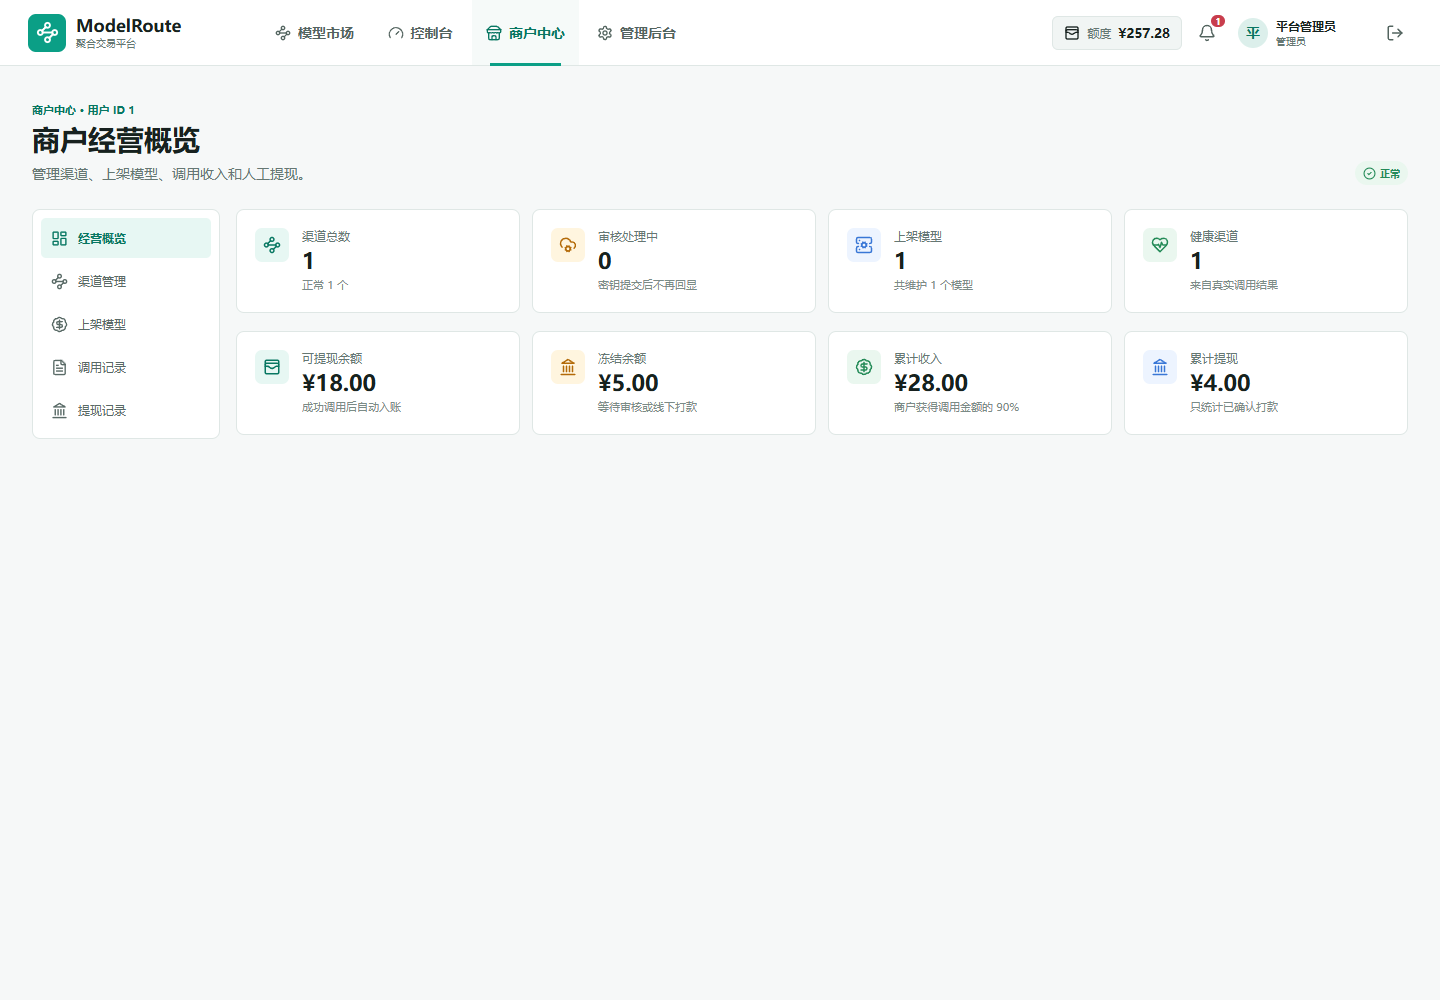 ModelRoute
聚合交易平台
模型市场
控制台
商户中心
管理后台
额度 ¥257.28
1
平
平台管理员
管理员
商户中心 • 用户 ID 1
商户经营概览
管理渠道、上架模型、调用收入和人工提现。
正常
经营概览
渠道管理
上架模型
调用记录
提现记录
渠道总数
1
正常 1 个
审核处理中
0
密钥提交后不再回显
上架模型
1
共维护 1 个模型
健康渠道
1
来自真实调用结果
可提现余额
¥18.00
成功调用后自动入账
冻结余额
¥5.00
等待审核或线下打款
累计收入
¥28.00
商户获得调用金额的 90%
累计提现
¥4.00
只统计已确认打款